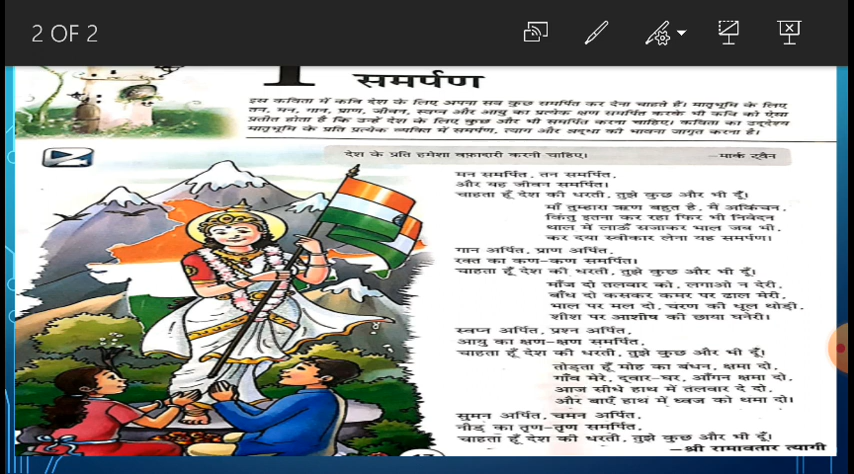 2 OF 2
1
समर्पण
इस कविता में कवि देश के लिए अपना सब कुछ समर्पित कर देना चाहते हैं। मातृभूमि के लिए
तन, मन, गान, प्राण, जीवन, स्वप्न और आयु का प्रत्येक क्षण समर्पित करके भी कवि को ऐसा
प्रतीत होता है कि उन्हें देश के लिए कुछ और भी समर्पित करना चाहिए। कविता का उद्देश्य
मातृभूमि के प्रति प्रत्येक व्यक्ति में समर्पण, त्याग और श्रद्धा की भावना जागृत करना है।
देश के प्रति हमेशा वफ़ादारी करनी चाहिए। —मार्क ट्वैन
मन समर्पित, तन समर्पित,
और यह जीवन समर्पित।
चाहता हूँ देश की धरती, तुझे कुछ और भी दूँ।
माँ तुम्हारा ऋण बहुत है, मैं अकिंचन,
किंतु इतना कर रहा फिर भी निवेदन
थाल में लाऊँ सजाकर भाल जब भी,
कर दया स्वीकार लेना यह समर्पण।
गान अर्पित, प्राण अर्पित,
रक्त का कण-कण समर्पित।
चाहता हूँ देश की धरती, तुझे कुछ और भी दूँ।
माँज दो तलवार को, लगाओ न देरी,
बाँध दो कसकर कमर पर ढाल मेरी,
भाल पर मल दो, चरण की धूल थोड़ी,
शीश पर आशीष की छाया घनेरी।
स्वप्न अर्पित, प्रश्न अर्पित,
आयु का क्षण-क्षण समर्पित,
चाहता हूँ देश की धरती, तुझे कुछ और भी दूँ।
तोड़ता हूँ मोह का बंधन, क्षमा दो,
गाँव मेरे, द्वार-घर, आँगन क्षमा दो,
आज सीधे हाथ में तलवार दे दो,
और बाएँ हाथ में ध्वज को थमा दो।
सुमन अर्पित, चमन अर्पित,
नीड़ का तृण-तृण समर्पित,
चाहता हूँ देश की धरती, तुझे कुछ और भी दूँ।
—श्री रामावतार त्यागी